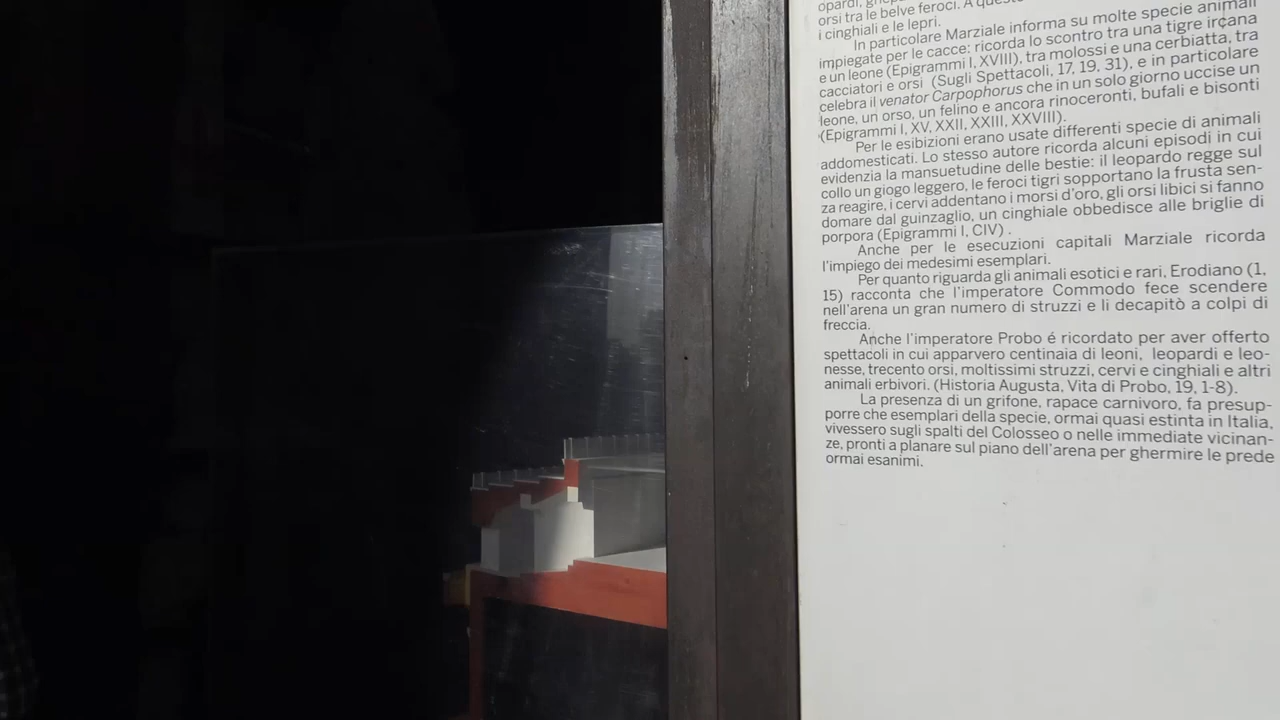 opardi,
orsi tra le belve feroci. A questo
i cinghiali e le lepri.
In particolare Marziale informa su molte specie animali
impiegate per le cacce: ricorda lo scontro tra una tigre ircana
e un leone (Epigrammi I, XVIII), tra molossi e una cerbiatta, tra
cacciatori e orsi (Sugli Spettacoli, 17, 19, 31), e in particolare
celebra il venator Carpophorus che in un solo giorno uccise un
leone, un orso, un felino e ancora rinoceronti, bufali e bisonti
(Epigrammi I, XV, XXII, XXIII, XXVIII).
Per le esibizioni erano usate differenti specie di animali
addomesticati. Lo stesso autore ricorda alcuni episodi in cui
evidenzia la mansuetudine delle bestie: il leopardo regge sul
collo un giogo leggero, le feroci tigri sopportano la frusta sen-
za reagire, i cervi addentano i morsi d'oro, gli orsi libici si fanno
domare dal guinzaglio, un cinghiale obbedisce alle briglie di
porpora (Epigrammi I, CIV) .
Anche per le esecuzioni capitali Marziale ricorda
l'impiego dei medesimi esemplari.
Per quanto riguarda gli animali esotici e rari, Erodiano (1,
15) racconta che l'imperatore Commodo fece scendere
nell'arena un gran numero di struzzi e li decapitò a colpi di
freccia.
Anche l'imperatore Probo é ricordato per aver offerto
spettacoli in cui apparvero centinaia di leoni, leopardi e leo-
nesse, trecento orsi, moltissimi struzzi, cervi e cinghiali e altri
animali erbivori. (Historia Augusta, Vita di Probo, 19, 1-8).
La presenza di un grifone, rapace carnivoro, fa presup-
porre che esemplari della specie, ormai quasi estinta in Italia,
vivessero sugli spalti del Colosseo o nelle immediate vicinan-
ze, pronti a planare sul piano dell'arena per ghermire le prede
ormai esanimi.